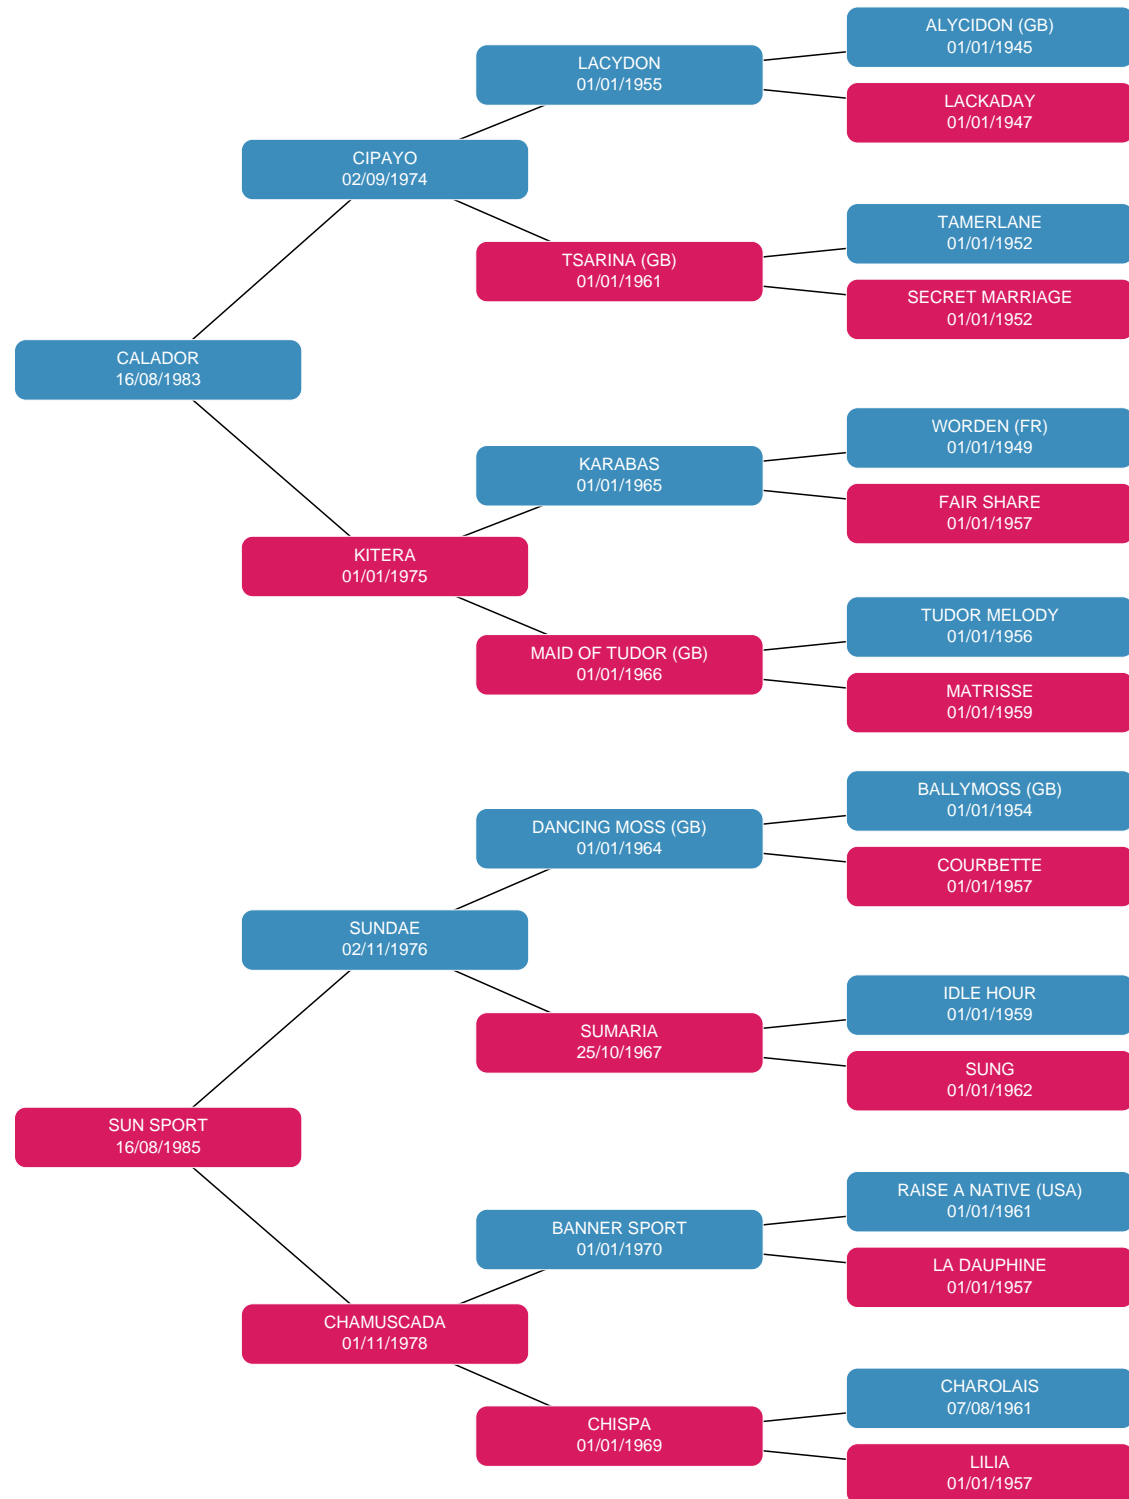 ALYCIDON (GB)
01/01/1945
LACYDON
01/01/1955
LACKADAY
01/01/1947
CIPAYO
02/09/1974
TAMERLANE
01/01/1952
TSARINA (GB)
01/01/1961
SECRET MARRIAGE
01/01/1952
CALADOR
16/08/1983
WORDEN (FR)
01/01/1949
KARABAS
01/01/1965
FAIR SHARE
01/01/1957
KITERA
01/01/1975
TUDOR MELODY
01/01/1956
MAID OF TUDOR (GB)
01/01/1966
MATRISSE
01/01/1959
BALLYMOSS (GB)
01/01/1954
DANCING MOSS (GB)
01/01/1964
COURBETTE
01/01/1957
SUNDAE
02/11/1976
IDLE HOUR
01/01/1959
SUMARIA
25/10/1967
SUNG
01/01/1962
SUN SPORT
16/08/1985
RAISE A NATIVE (USA)
01/01/1961
BANNER SPORT
01/01/1970
LA DAUPHINE
01/01/1957
CHAMUSCADA
01/11/1978
CHAROLAIS
07/08/1961
CHISPA
01/01/1969
LILIA
01/01/1957